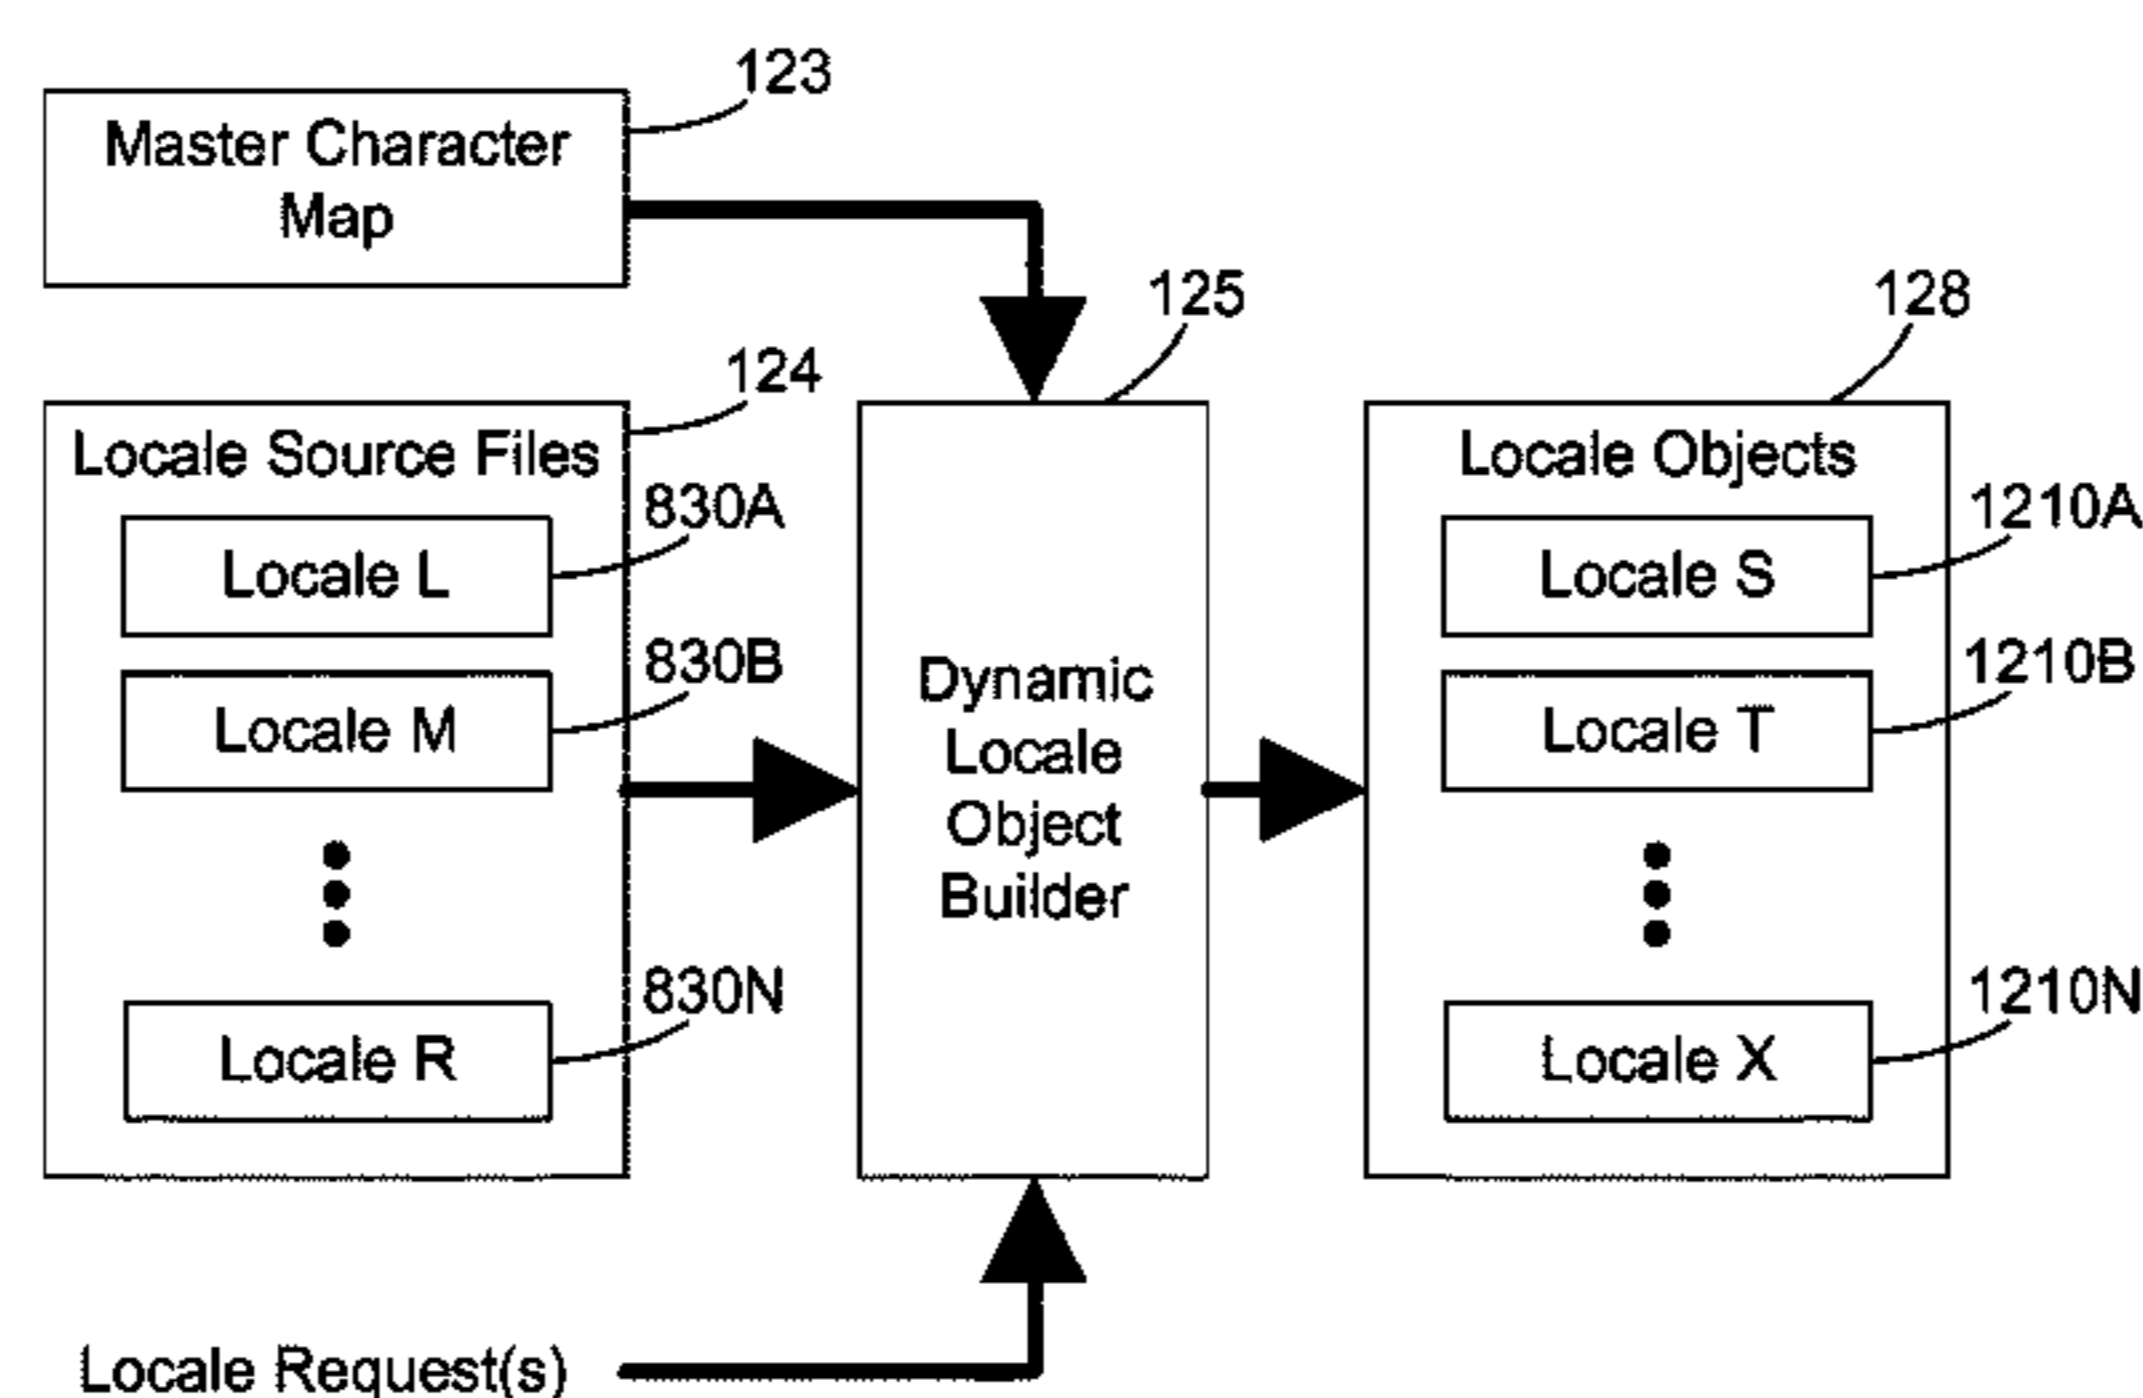 123
Master Character
Map
125
128
124
Locale Source Files
830A
Locale L
830B
Locale M
830N
Locale R
Dynamic
Locale
Object
Builder
Locale Objects
1210A
Locale S
1210B
Locale T
1210N
Locale X
Locale Request(s)